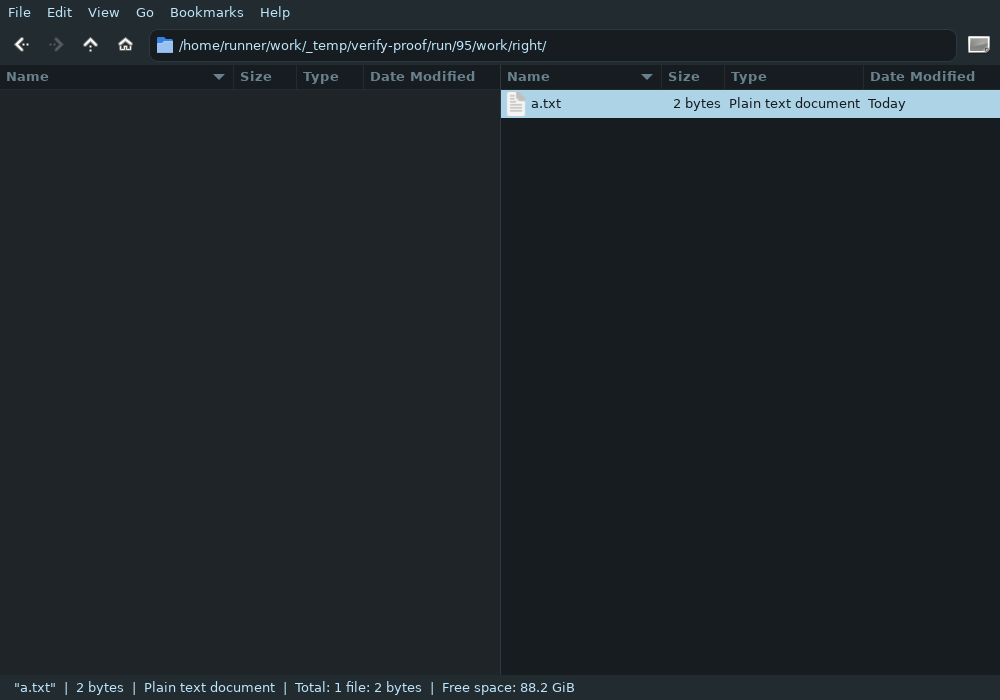 File Edit View Go Bookmarks Help
/home/runner/work/_temp/verify-proof/run/95/work/right/
Name Size Type Date Modified Name Size Type Date Modified
a.txt 2 bytes Plain text document Today
"a.txt" | 2 bytes | Plain text document | Total: 1 file: 2 bytes | Free space: 88.2 GiB